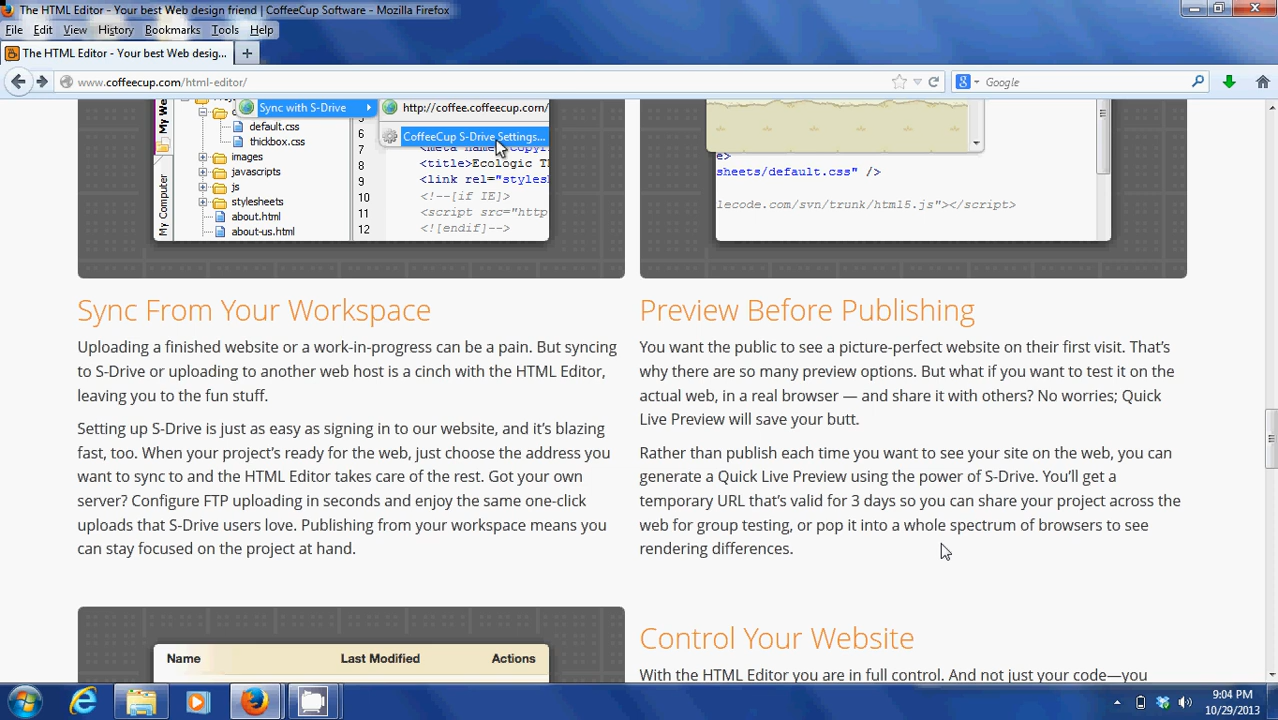 The HTML Editor - Your best Web design friend | CoffeeCup Software - Mozilla Firefox
File Edit View History Bookmarks Tools Help
The HTML Editor - Your best Web desig...
www.coffeecup.com/html-editor/
Google
Sync with S-Drive
http://coffee.coffeecup.com/
CoffeeCup S-Drive Settings...
My Computer
default.css
thickbox.css
images
javascripts
js
stylesheets
about.html
about-us.html
6
7
8 <title>Ecologic T
9 <link rel="styles
10 <!--[if IE]>
11 <script src="http
12 <![endif]-->
e>
sheets/default.css" />
lecode.com/svn/trunk/html5.js"></script>
Sync From Your Workspace
Uploading a finished website or a work-in-progress can be a pain. But syncing
to S-Drive or uploading to another web host is a cinch with the HTML Editor,
leaving you to the fun stuff.
Setting up S-Drive is just as easy as signing in to our website, and it's blazing
fast, too. When your project's ready for the web, just choose the address you
want to sync to and the HTML Editor takes care of the rest. Got your own
server? Configure FTP uploading in seconds and enjoy the same one-click
uploads that S-Drive users love. Publishing from your workspace means you
can stay focused on the project at hand.
Preview Before Publishing
You want the public to see a picture-perfect website on their first visit. That's
why there are so many preview options. But what if you want to test it on the
actual web, in a real browser — and share it with others? No worries; Quick
Live Preview will save your butt.
Rather than publish each time you want to see your site on the web, you can
generate a Quick Live Preview using the power of S-Drive. You'll get a
temporary URL that's valid for 3 days so you can share your project across the
web for group testing, or pop it into a whole spectrum of browsers to see
rendering differences.
Name Last Modified Actions
Control Your Website
With the HTML Editor you are in full control. And not just your code—you
9:04 PM
10/29/2013